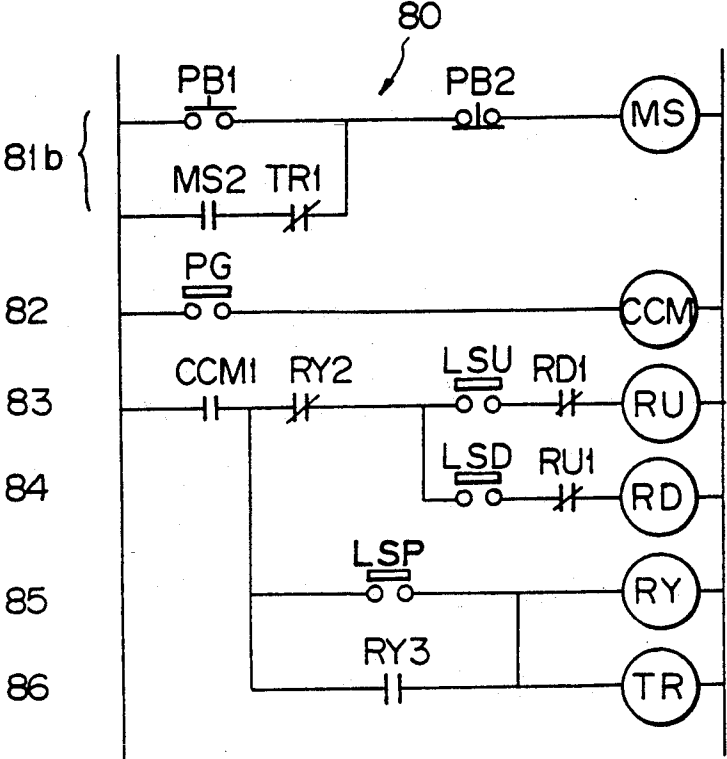 80
PB1 PB2 MS
81b
MS2 TR1
PG
82 CCM
CCM1 RY2 LSU RD1
83 RU
LSD RU1
84 RD
LSP
85 RY
RY3
86 TR